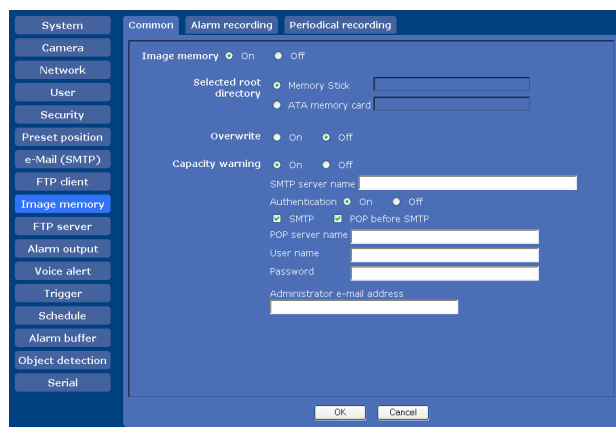 System
Camera
Network
User
Security
Preset position
e-Mail (SMTP)
FTP client
Image memory
FTP server
Alarm output
Voice alert
Trigger
Schedule
Alarm buffer
Object detection
Serial
Common Alarm recording Periodical recording
Image memory On Off
Selected root directory Memory Stick
ATA memory card
Overwrite On Off
Capacity warning On Off
SMTP server name
Authentication On Off
SMTP POP before SMTP
POP server name
User name
Password
Administrator e-mail address
OK Cancel